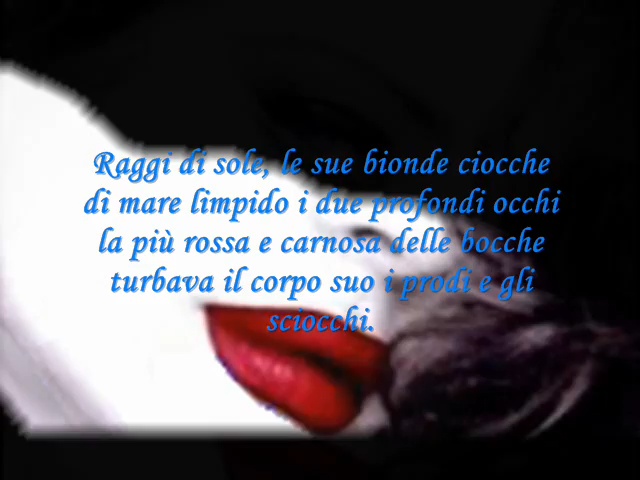 Raggi di sole, le sue bionde ciocche
di mare limpido i due profondi occhi
la più rossa e carnosa delle bocche
turbava il corpo suo i prodi e gli
sciocchi.